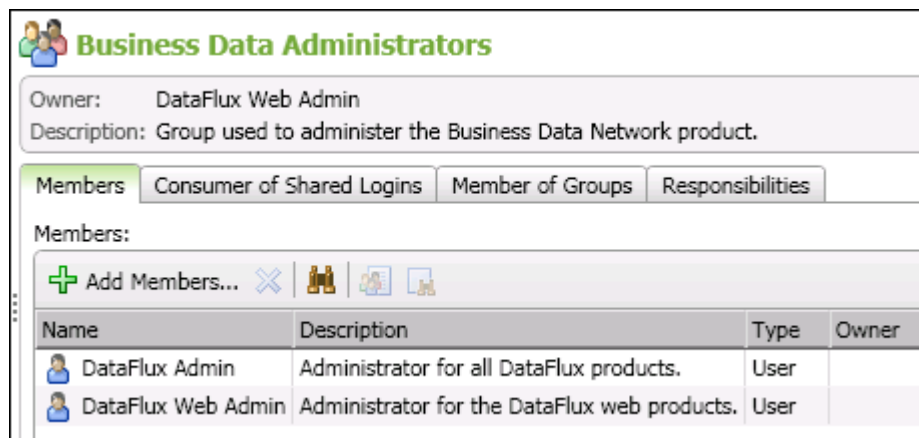 Business Data Administrators
Owner: DataFlux Web Admin
Description: Group used to administer the Business Data Network product.
Members Consumer of Shared Logins Member of Groups Responsibilities
Members:
Add Members...
Name Description Type Owner
DataFlux Admin Administrator for all DataFlux products. User
DataFlux Web Admin Administrator for the DataFlux web products. User